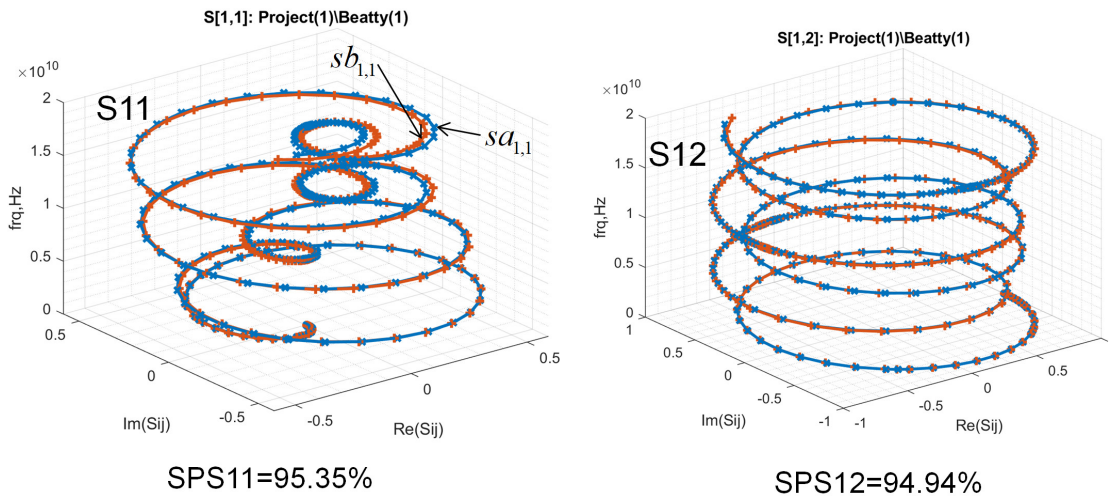 S[1,1]: Project(1)\Beatty(1)
×10^10
S11
sb1,1
sa1,1
2
1.5
1
0.5
0
frq,Hz
0.5
0
-0.5
Im(Sij)
-0.5
0
0.5
Re(Sij)
SPS11=95.35%
S[1,2]: Project(1)\Beatty(1)
×10^10
S12
2
1.5
1
0.5
0
frq,Hz
1
0.5
0
-0.5
-1
Im(Sij)
-1
-0.5
0
0.5
Re(Sij)
SPS12=94.94%